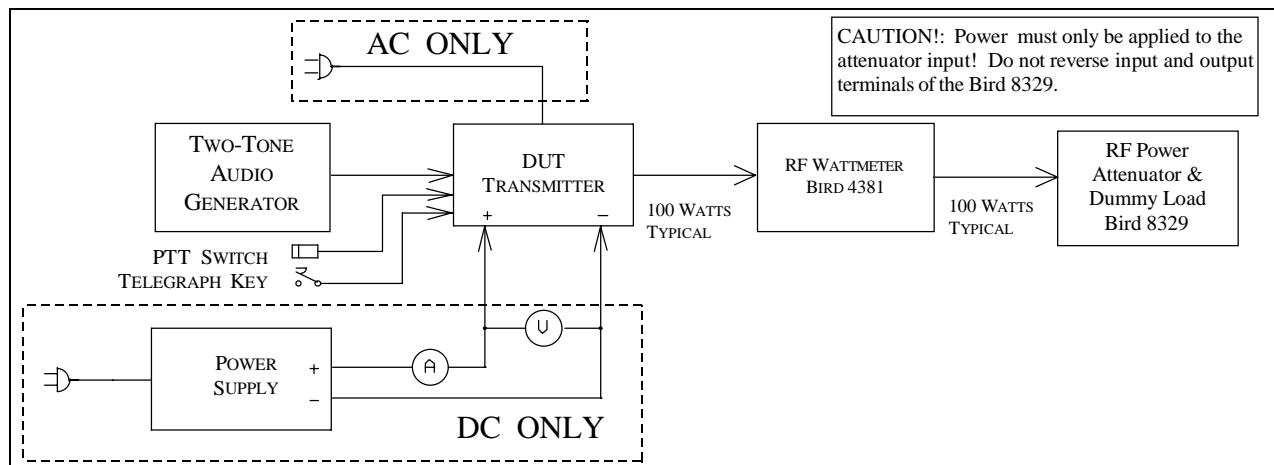 AC ONLY
CAUTION!: Power must only be applied to the
attenuator input! Do not reverse input and output
terminals of the Bird 8329.
TWO-TONE
AUDIO
GENERATOR
DUT
TRANSMITTER
+ −
RF WATTMETER
BIRD 4381
RF Power
Attenuator &
Dummy Load
Bird 8329
100 WATTS
TYPICAL
100 WATTS
TYPICAL
PTT SWITCH
TELEGRAPH KEY
V
A
POWER
SUPPLY
+
−
DC ONLY